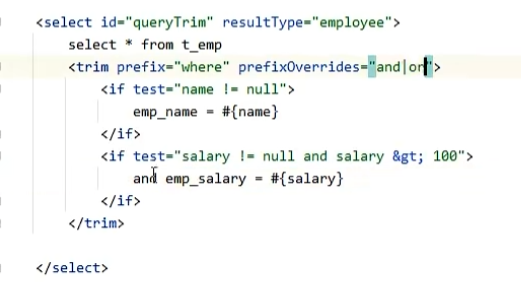 <select id="queryTrim" resultType="employee">
select * from t_emp
<trim prefix="where" prefixOverrides="and|or">
<if test="name != null">
emp_name = #{name}
</if>
<if test="salary != null and salary &gt; 100">
and emp_salary = #{salary}
</if>
</trim>
</select>